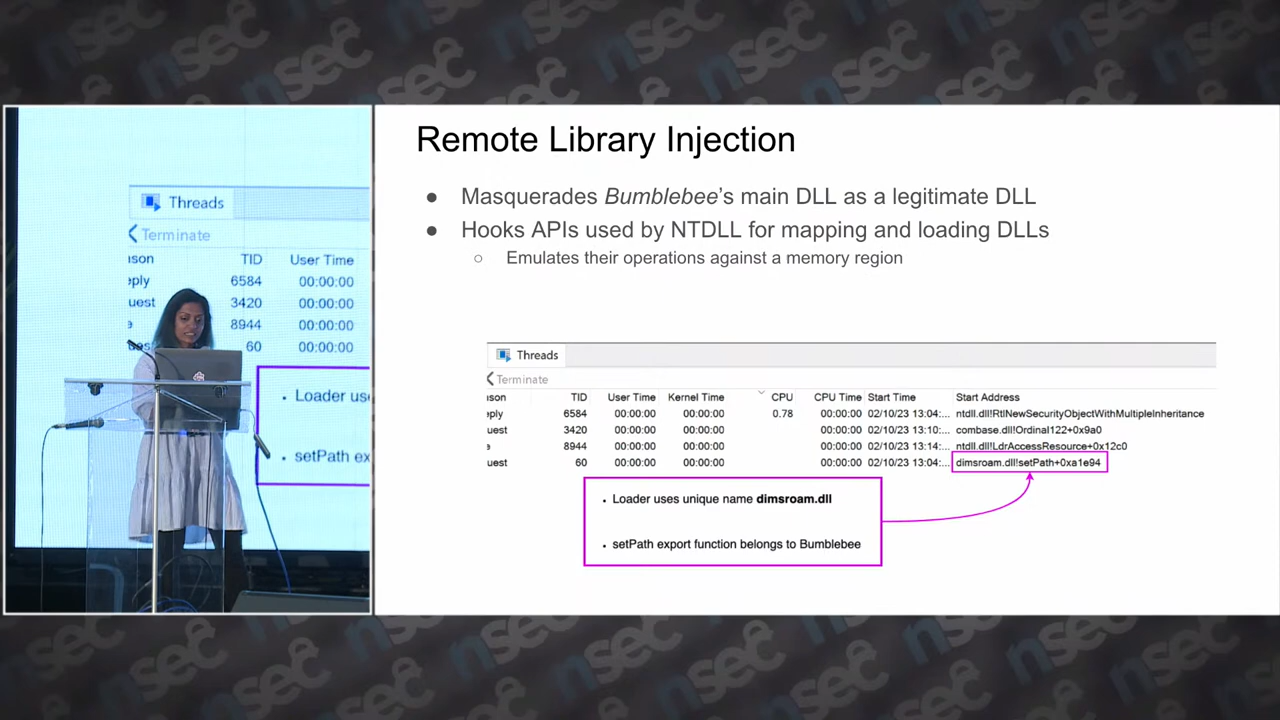 nsec
Remote Library Injection
● Masquerades Bumblebee's main DLL as a legitimate DLL
● Hooks APIs used by NTDLL for mapping and loading DLLs
○ Emulates their operations against a memory region
Threads
Terminate
ason TID User Time Kernel Time CPU CPU Time Start Time Start Address
eply 6584 00:00:00 00:00:00 0.78 00:00:00 02/10/23 13:04:... ntdll.dll!RtlNewSecurityObjectWithMultipleInheritance
uest 3420 00:00:00 00:00:00 00:00:00 02/10/23 13:10:... combase.dll!Ordinal122+0x9a0
e 8944 00:00:00 00:00:00 00:00:00 02/10/23 13:14:... ntdll.dll!LdrAccessResource+0x12c0
uest 60 00:00:00 00:00:00 00:00:00 02/10/23 13:04:... dimsroam.dll!setPath+0xa1e94
• Loader uses unique name dimsroam.dll
• setPath export function belongs to Bumblebee
Threads
Terminate
ason TID User Time
eply 6584 00:00:00
uest 3420 00:00:00
e 8944 00:00:00
uest 60 00:00:00
• Loader use
• setPath ex